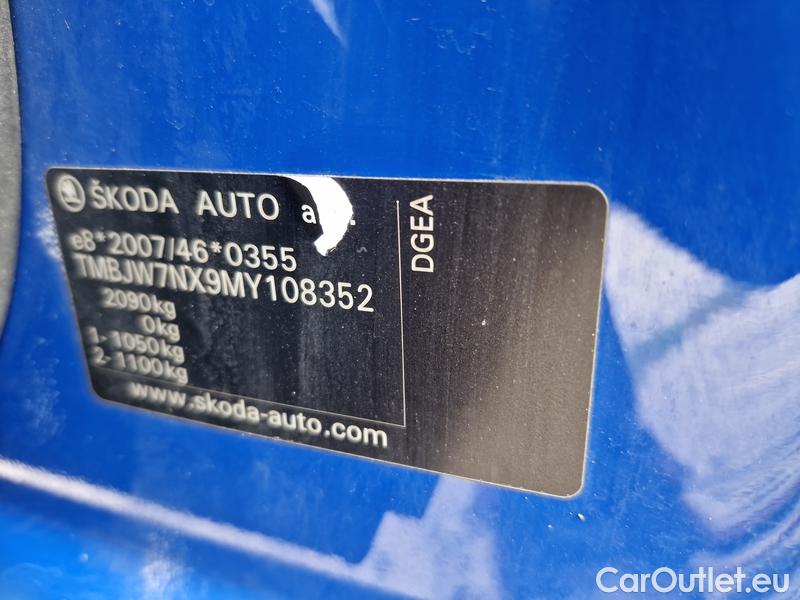 ŠKODA AUTO a
e8*2007/46*0355
TMBJW7NX9MY108352
2090kg
0kg
1-1050kg
2-1100kg
www.skoda-auto.com
DGEA
CarOutlet.eu